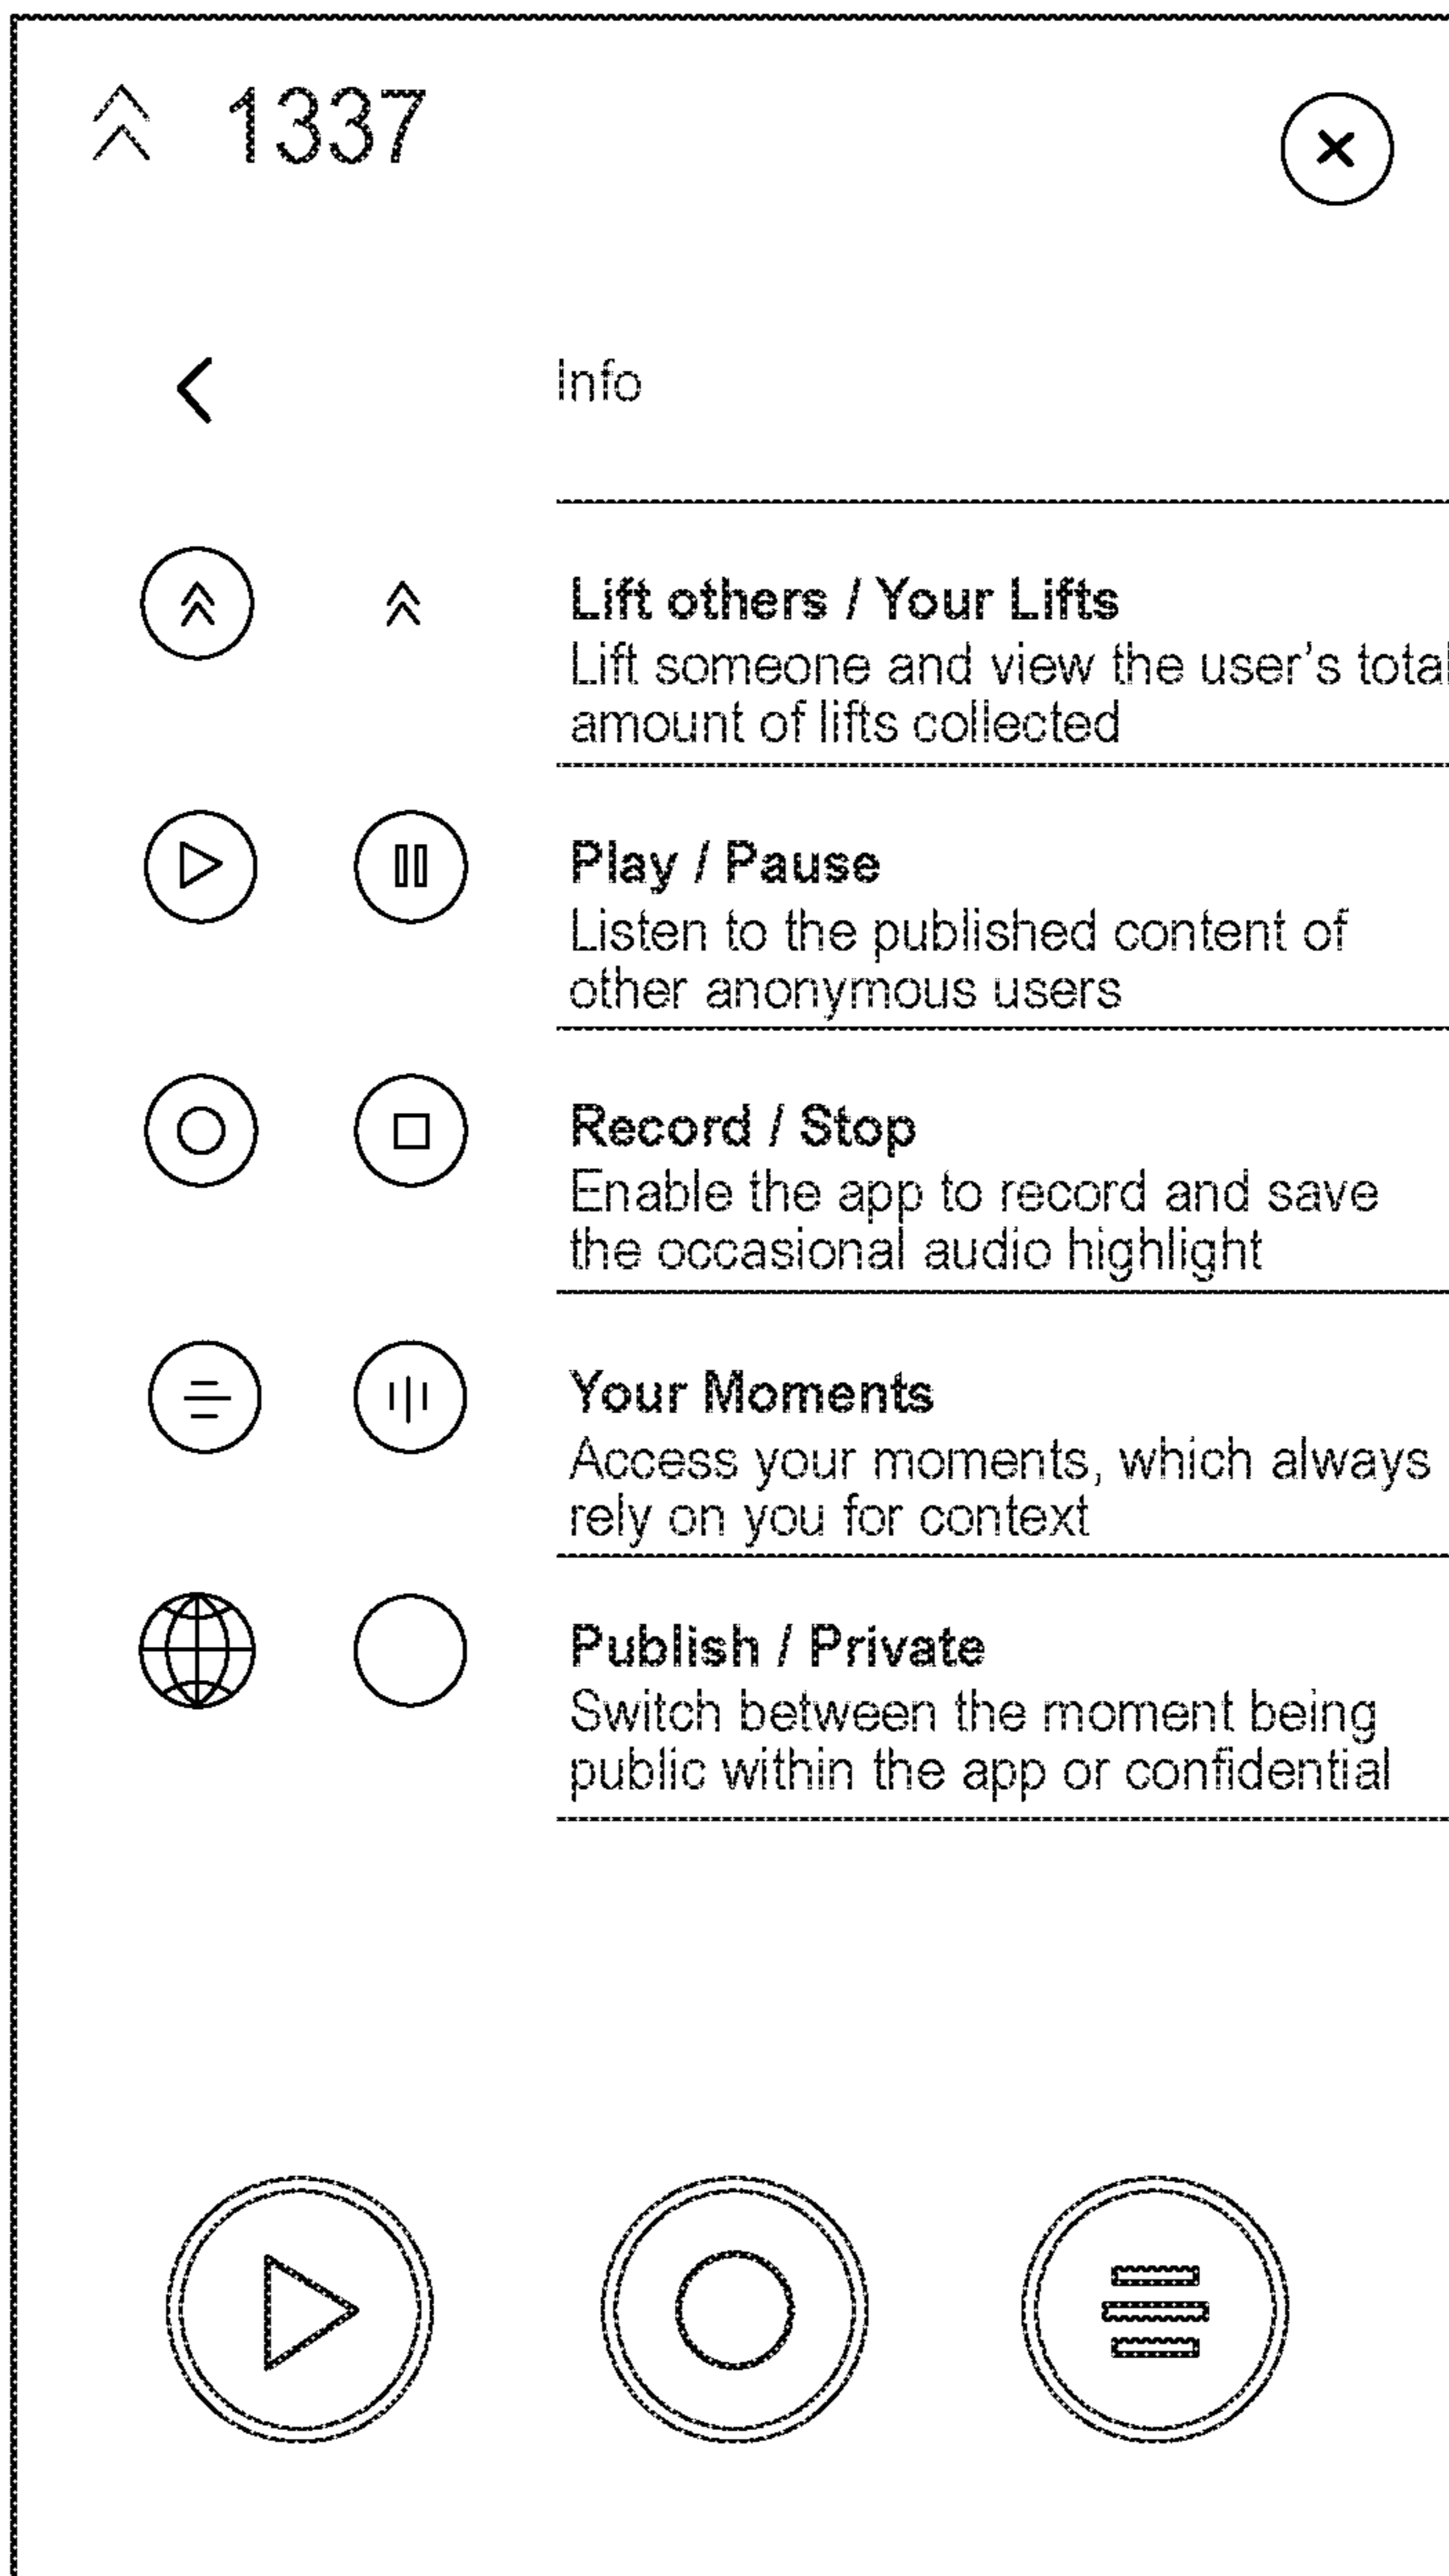 1337
Info
Lift others / Your Lifts
Lift someone and view the user's total
amount of lifts collected
Play / Pause
Listen to the published content of
other anonymous users
Record / Stop
Enable the app to record and save
the occasional audio highlight
Your Moments
Access your moments, which always
rely on you for context
Publish / Private
Switch between the moment being
public within the app or confidential